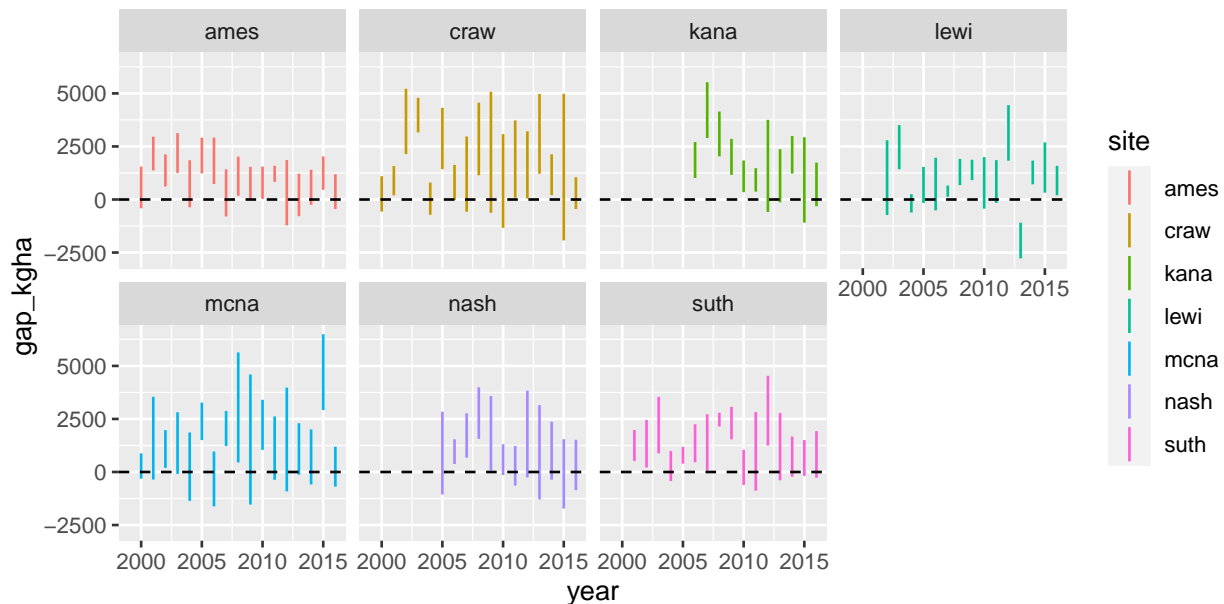 ames craw kana lewi
5000
2500
0
−2500
2000 2005 2010 2015
mcna nash suth
5000
2500
0
−2500
2000 2005 2010 2015 2000 2005 2010 2015 2000 2005 2010 2015
year
gap_kgha
site
ames
craw
kana
lewi
mcna
nash
suth